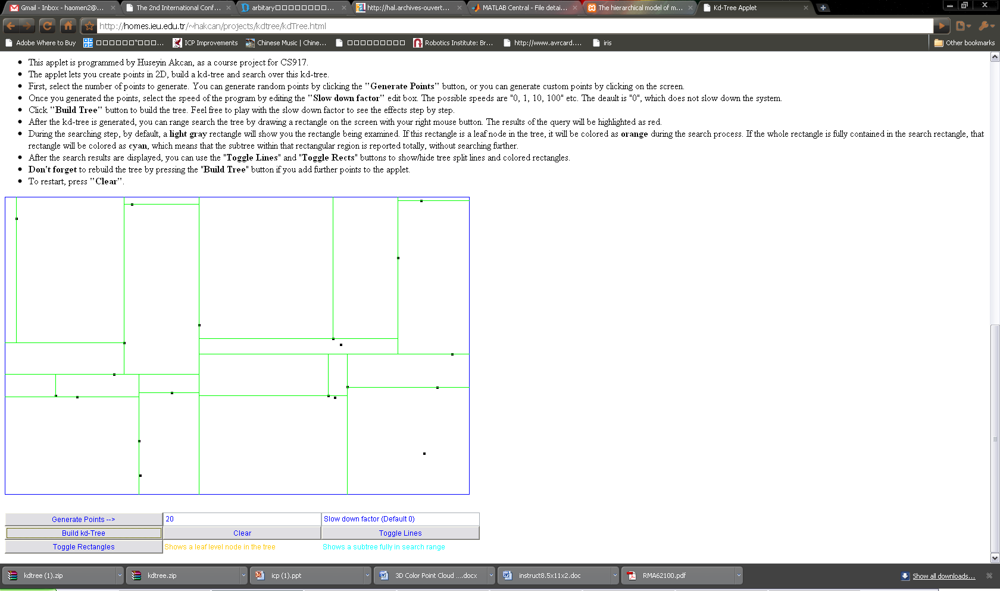 Gmail - Inbox - haomen2@...
The 2nd International Conf...
arbitary□□□□□□□□□...
http://hal.archives-ouvert...
MATLAB Central - File detai...
The hierarchical model of m...
Kd-Tree Applet
http://homes.ieu.edu.tr/~hakcan/projects/kdtree/kdTree.html
Adobe Where to Buy
□□□□□□“□□□...
ICP Improvements
Chinese Music | Chine...
□□□□□□□□□
Robotics Institute: Br...
http://www.avrcard....
iris
Other bookmarks
This applet is programmed by Huseyin Akcan, as a course project for CS917.
The applet lets you create points in 2D, build a kd-tree and search over this kd-tree.
First, select the number of points to generate. You can generate random points by clicking the "Generate Points" button, or you can generate custom points by clicking on the screen.
Once you generated the points, select the speed of the program by editing the "Slow down factor" edit box. The possible speeds are "0, 1, 10, 100" etc. The deault is "0", which does not slow down the system.
Click "Build Tree" button to build the tree. Feel free to play with the slow down factor to see the effects step by step.
After the kd-tree is generated, you can range search the tree by drawing a rectangle on the screen with your right mouse button. The results of the query will be highlighted as red.
During the searching step, by default, a light gray rectangle will show you the rectangle being examined. If this rectangle is a leaf node in the tree, it will be colored as orange during the search process. If the whole rectangle is fully contained in the search rectangle, that
rectangle will be colored as cyan, which means that the subtree within that rectangular region is reported totally, without searching further.
After the search results are displayed, you can use the "Toggle Lines" and "Toggle Rects" buttons to show/hide tree split lines and colored rectangles.
Don't forget to rebuild the tree by pressing the "Build Tree" button if you add further points to the applet.
To restart, press "Clear".
Generate Points -->
20
Slow down factor (Default 0)
Build kd-Tree
Clear
Toggle Lines
Toggle Rectangles
Shows a leaf level node in the tree
Shows a subtree fully in search range
kdtree (1).zip
kdtree.zip
icp (1).ppt
3D Color Point Cloud ....docx
instruct8.5x11x2.doc
RMA62100.pdf
Show all downloads...